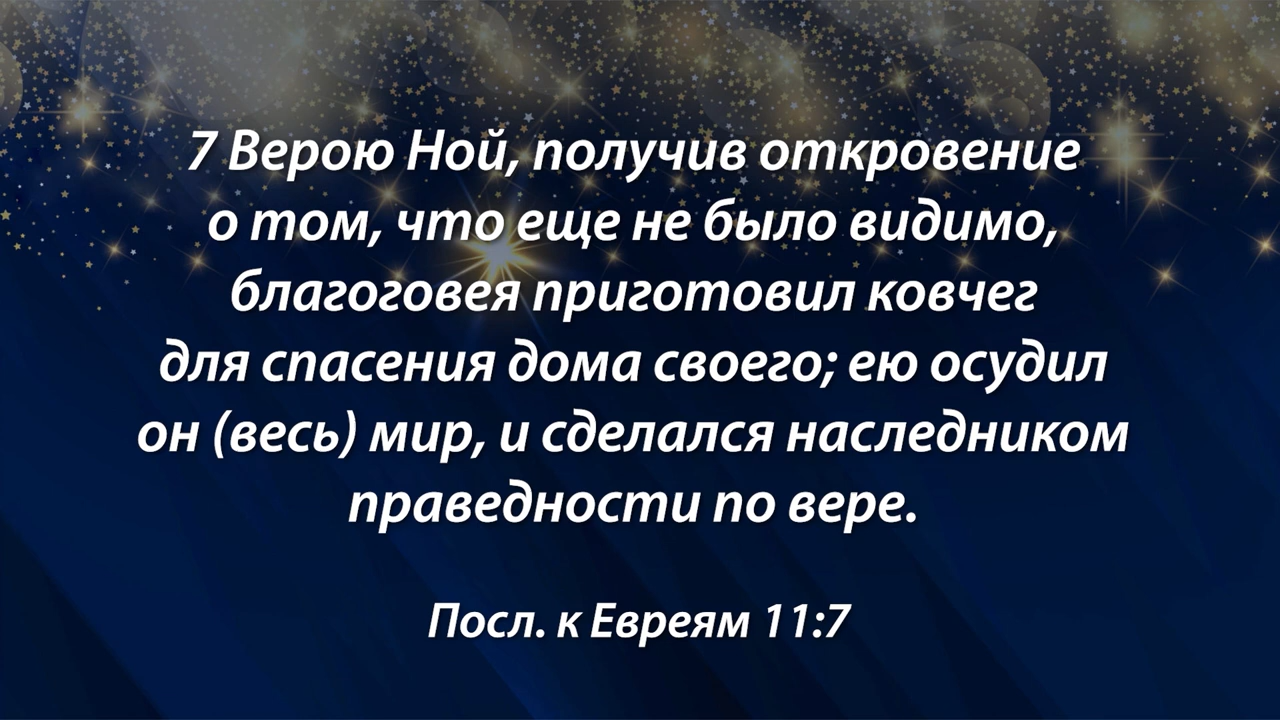 7 Верою Ной, получив откровение
о том, что еще не было видимо,
благоговея приготовил ковчег
для спасения дома своего; ею осудил
он (весь) мир, и сделался наследником
праведности по вере.
Посл. к Евреям 11:7